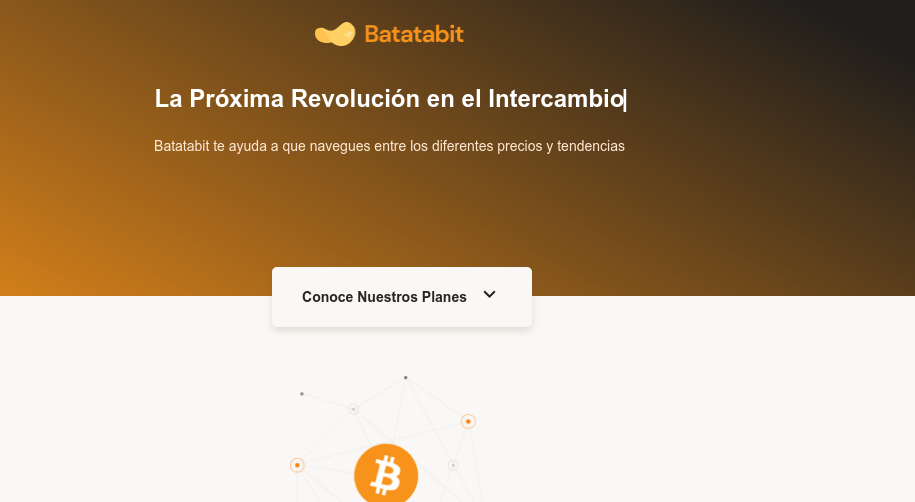 Batatabit
La Próxima Revolución en el Intercambio
Batatabit te ayuda a que navegues entre los diferentes precios y tendencias
Conoce Nuestros Planes